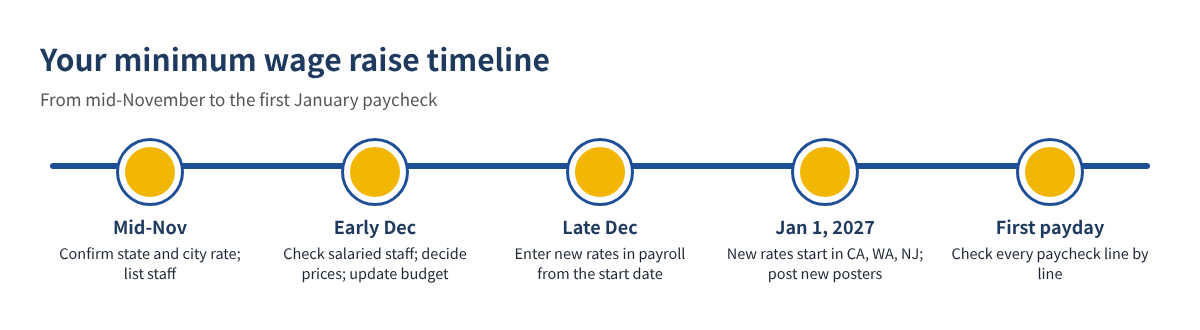 Your minimum wage raise timeline
From mid-November to the first January paycheck
Mid-Nov
Confirm state and city rate;
list staff
Early Dec
Check salaried staff; decide
prices; update budget
Late Dec
Enter new rates in payroll
from the start date
Jan 1, 2027
New rates start in CA, WA, NJ;
post new posters
First payday
Check every paycheck line by
line